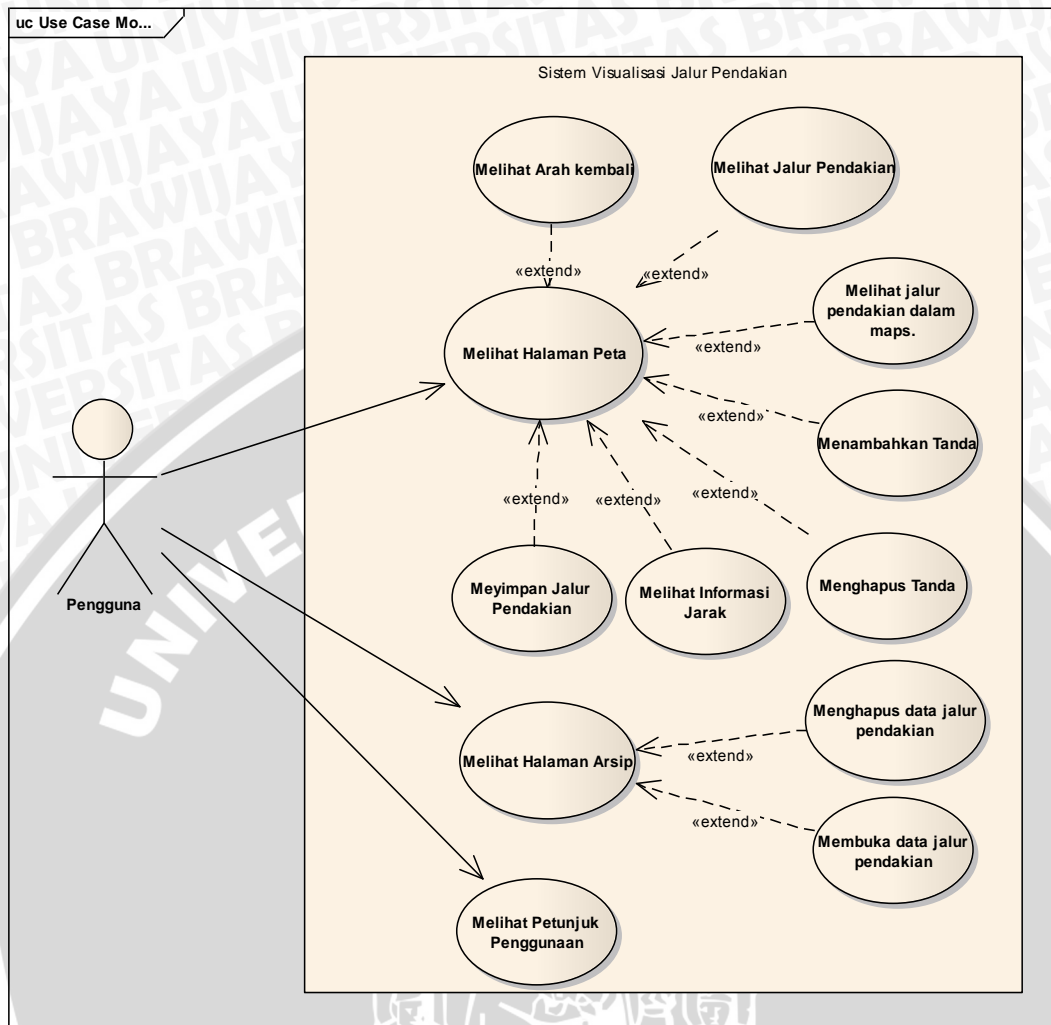 uc Use Case Mo...
Sistem Visualisasi Jalur Pendakian
Melihat Arah kembali
Melihat Jalur Pendakian
«extend»
«extend»
Melihat jalur
pendakian dalam
maps.
Melihat Halaman Peta
«extend»
«extend»
Menambahkan Tanda
«extend»
«extend»
«extend»
Pengguna
Meyimpan Jalur
Pendakian
Melihat Informasi
Jarak
Menghapus Tanda
Menghapus data jalur
pendakian
Melihat Halaman Arsip
«extend»
«extend»
Membuka data jalur
pendakian
Melihat Petunjuk
Penggunaan